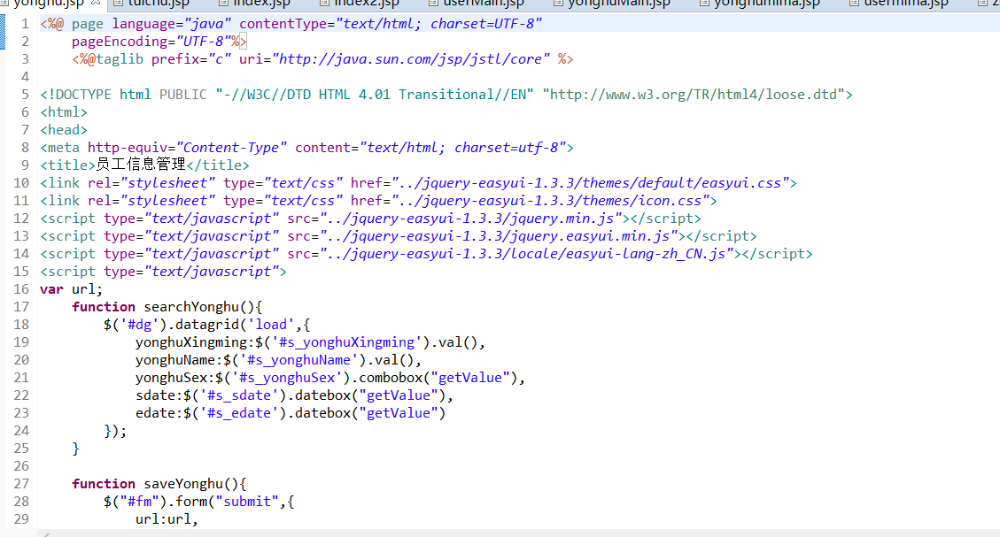 yonghu.jsp tuichu.jsp index.jsp index2.jsp userMain.jsp yonghuMain.jsp yonghumima.jsp usermima.jsp
1 <%@ page language="java" contentType="text/html; charset=UTF-8"
2 pageEncoding="UTF-8"%>
3 <%@taglib prefix="c" uri="http://java.sun.com/jsp/jstl/core" %>
4
5 <!DOCTYPE html PUBLIC "-//W3C//DTD HTML 4.01 Transitional//EN" "http://www.w3.org/TR/html4/loose.dtd">
6 <html>
7 <head>
8 <meta http-equiv="Content-Type" content="text/html; charset=utf-8">
9 <title>员工信息管理</title>
10 <link rel="stylesheet" type="text/css" href="../jquery-easyui-1.3.3/themes/default/easyui.css">
11 <link rel="stylesheet" type="text/css" href="../jquery-easyui-1.3.3/themes/icon.css">
12 <script type="text/javascript" src="../jquery-easyui-1.3.3/jquery.min.js"></script>
13 <script type="text/javascript" src="../jquery-easyui-1.3.3/jquery.easyui.min.js"></script>
14 <script type="text/javascript" src="../jquery-easyui-1.3.3/locale/easyui-lang-zh_CN.js"></script>
15 <script type="text/javascript">
16 var url;
17 function searchYonghu(){
18 $('#dg').datagrid('load',{
19 yonghuXingming:$('#s_yonghuXingming').val(),
20 yonghuName:$('#s_yonghuName').val(),
21 yonghuSex:$('#s_yonghuSex').combobox("getValue"),
22 sdate:$('#s_sdate').datebox("getValue"),
23 edate:$('#s_edate').datebox("getValue")
24 });
25 }
26
27 function saveYonghu(){
28 $("#fm").form("submit",{
29 url:url,